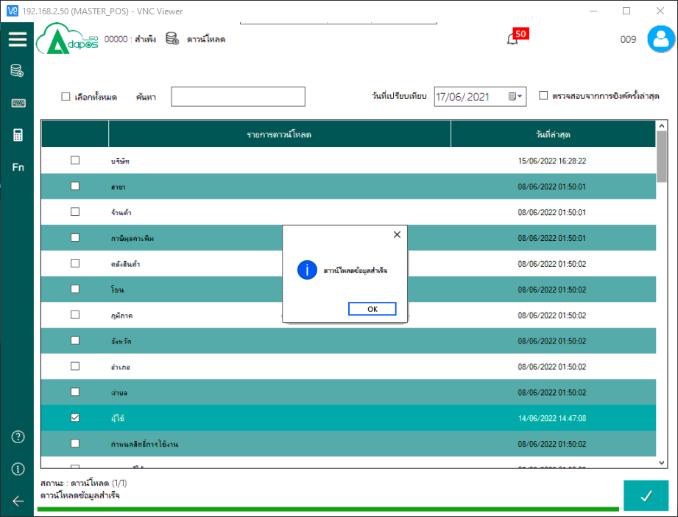 192.168.2.50 (MASTER_POS) - VNC Viewer
Adapos 5.0 00000 : สำเพ็ง ดาวน์โหลด 50 009
เลือกทั้งหมด ค้นหา วันที่เปรียบเทียบ 17/06/2021 ตรวจสอบจากการซิงค์ครั้งล่าสุด
รายการดาวน์โหลด วันที่ล่าสุด
Fn
บริษัท 15/06/2022 16:28:22
สาขา 08/06/2022 01:50:01
ร้านค้า 08/06/2022 01:50:01
ภาษีมูลค่าเพิ่ม 08/06/2022 01:50:01
คลังสินค้า 08/06/2022 01:50:02
โซน 08/06/2022 01:50:02
ภูมิภาค 08/06/2022 01:50:02
จังหวัด 08/06/2022 01:50:02
อำเภอ 08/06/2022 01:50:02
ตำบล 08/06/2022 01:50:02
ผู้ใช้ 14/06/2022 14:47:08
กำหนดสิทธิ์การใช้งาน 08/06/2022 01:50:02
ดาวน์โหลดข้อมูลสำเร็จ
OK
สถานะ : ดาวน์โหลด (1/1)
ดาวน์โหลดข้อมูลสำเร็จ